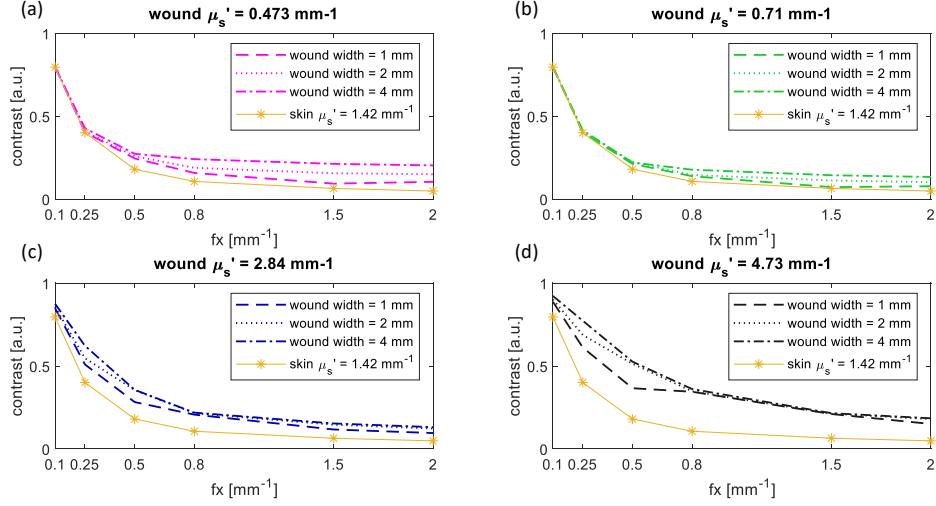 (a)
wound μs' = 0.473 mm-1
contrast [a.u.]
1
0.5
0
wound width = 1 mm
wound width = 2 mm
wound width = 4 mm
skin μs' = 1.42 mm⁻¹
0.1 0.25 0.5 0.8 1.5 2
fx [mm⁻¹]
(b)
wound μs' = 0.71 mm-1
contrast [a.u.]
1
0.5
0
wound width = 1 mm
wound width = 2 mm
wound width = 4 mm
skin μs' = 1.42 mm⁻¹
0.1 0.25 0.5 0.8 1.5 2
fx [mm⁻¹]
(c)
wound μs' = 2.84 mm-1
contrast [a.u.]
1
0.5
0
wound width = 1 mm
wound width = 2 mm
wound width = 4 mm
skin μs' = 1.42 mm⁻¹
0.1 0.25 0.5 0.8 1.5 2
fx [mm⁻¹]
(d)
wound μs' = 4.73 mm-1
contrast [a.u.]
1
0.5
0
wound width = 1 mm
wound width = 2 mm
wound width = 4 mm
skin μs' = 1.42 mm⁻¹
0.1 0.25 0.5 0.8 1.5 2
fx [mm⁻¹]